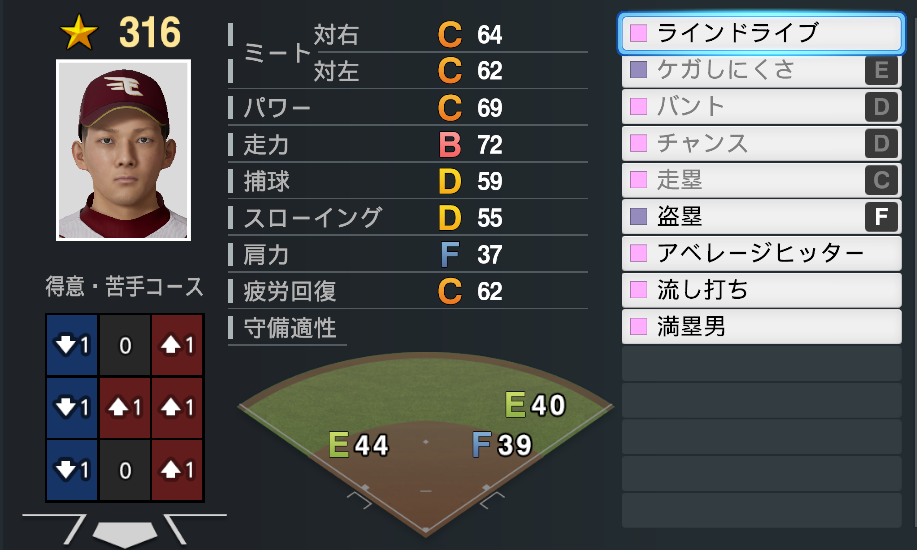 316
ミート 対右 C 64
対左 C 62
パワー C 69
走力 B 72
捕球 D 59
スローイング D 55
肩力 F 37
疲労回復 C 62
守備適性
得意・苦手コース
1 0 1
1 1 1
1 0 1
E 40
E 44
F 39
ラインドライブ
ケガしにくさ E
バント D
チャンス D
走塁 C
盗塁 F
アベレージヒッター
流し打ち
満塁男